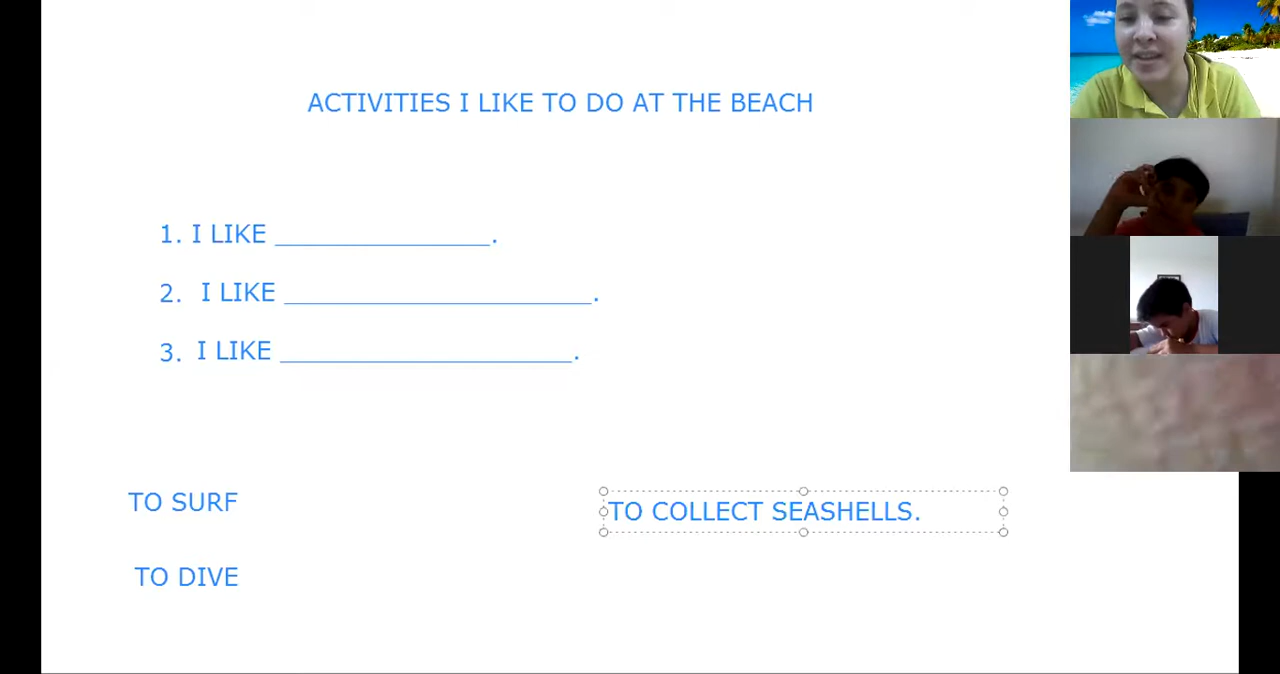 ACTIVITIES I LIKE TO DO AT THE BEACH
1. I LIKE ________________.
2. I LIKE _______________________.
3. I LIKE ______________________.
TO SURF
TO COLLECT SEASHELLS.
TO DIVE